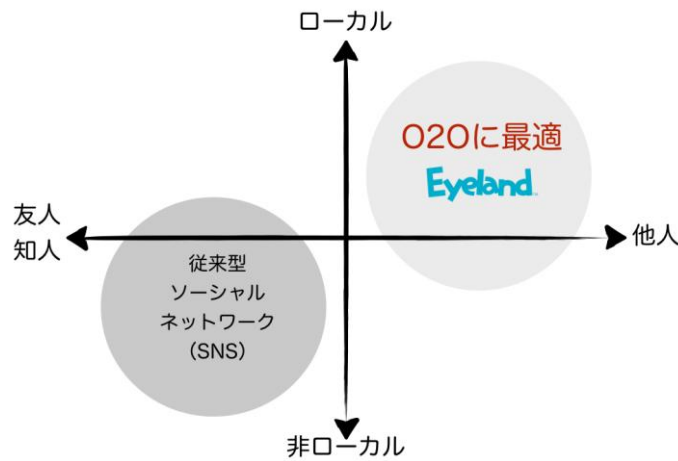 ローカル
O2Oに最適
Eyeland
友人
知人
他人
従来型
ソーシャル
ネットワーク
(SNS)
非ローカル